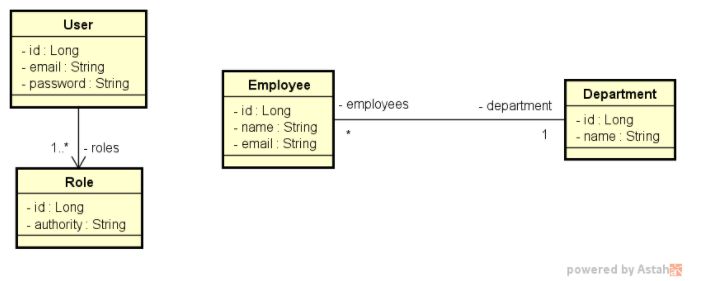 User
- id : Long
- email : String
- password : String
1..*
- roles
Role
- id : Long
- authority : String
Employee
- id : Long
- name : String
- email : String
- employees
*
- department
1
Department
- id : Long
- name : String
powered by Astah